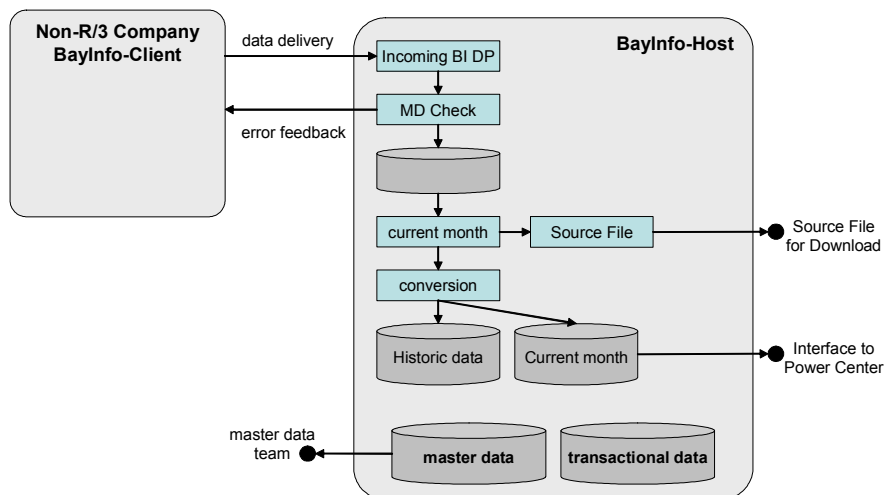 Non-R/3 Company
BayInfo-Client
data delivery
error feedback
BayInfo-Host
Incoming BI DP
MD Check
current month
Source File
Source File
for Download
conversion
Historic data
Current month
Interface to
Power Center
master data
team
master data
transactional data